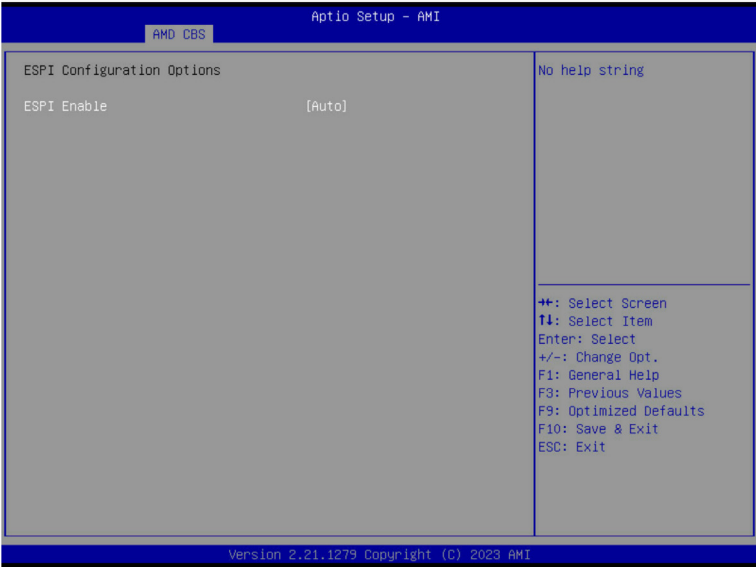 Aptio Setup – AMI
AMD CBS
ESPI Configuration Options
ESPI Enable [Auto]
No help string
→←: Select Screen
↑↓: Select Item
Enter: Select
+/-: Change Opt.
F1: General Help
F3: Previous Values
F9: Optimized Defaults
F10: Save & Exit
ESC: Exit
Version 2.21.1279 Copyright (C) 2023 AMI